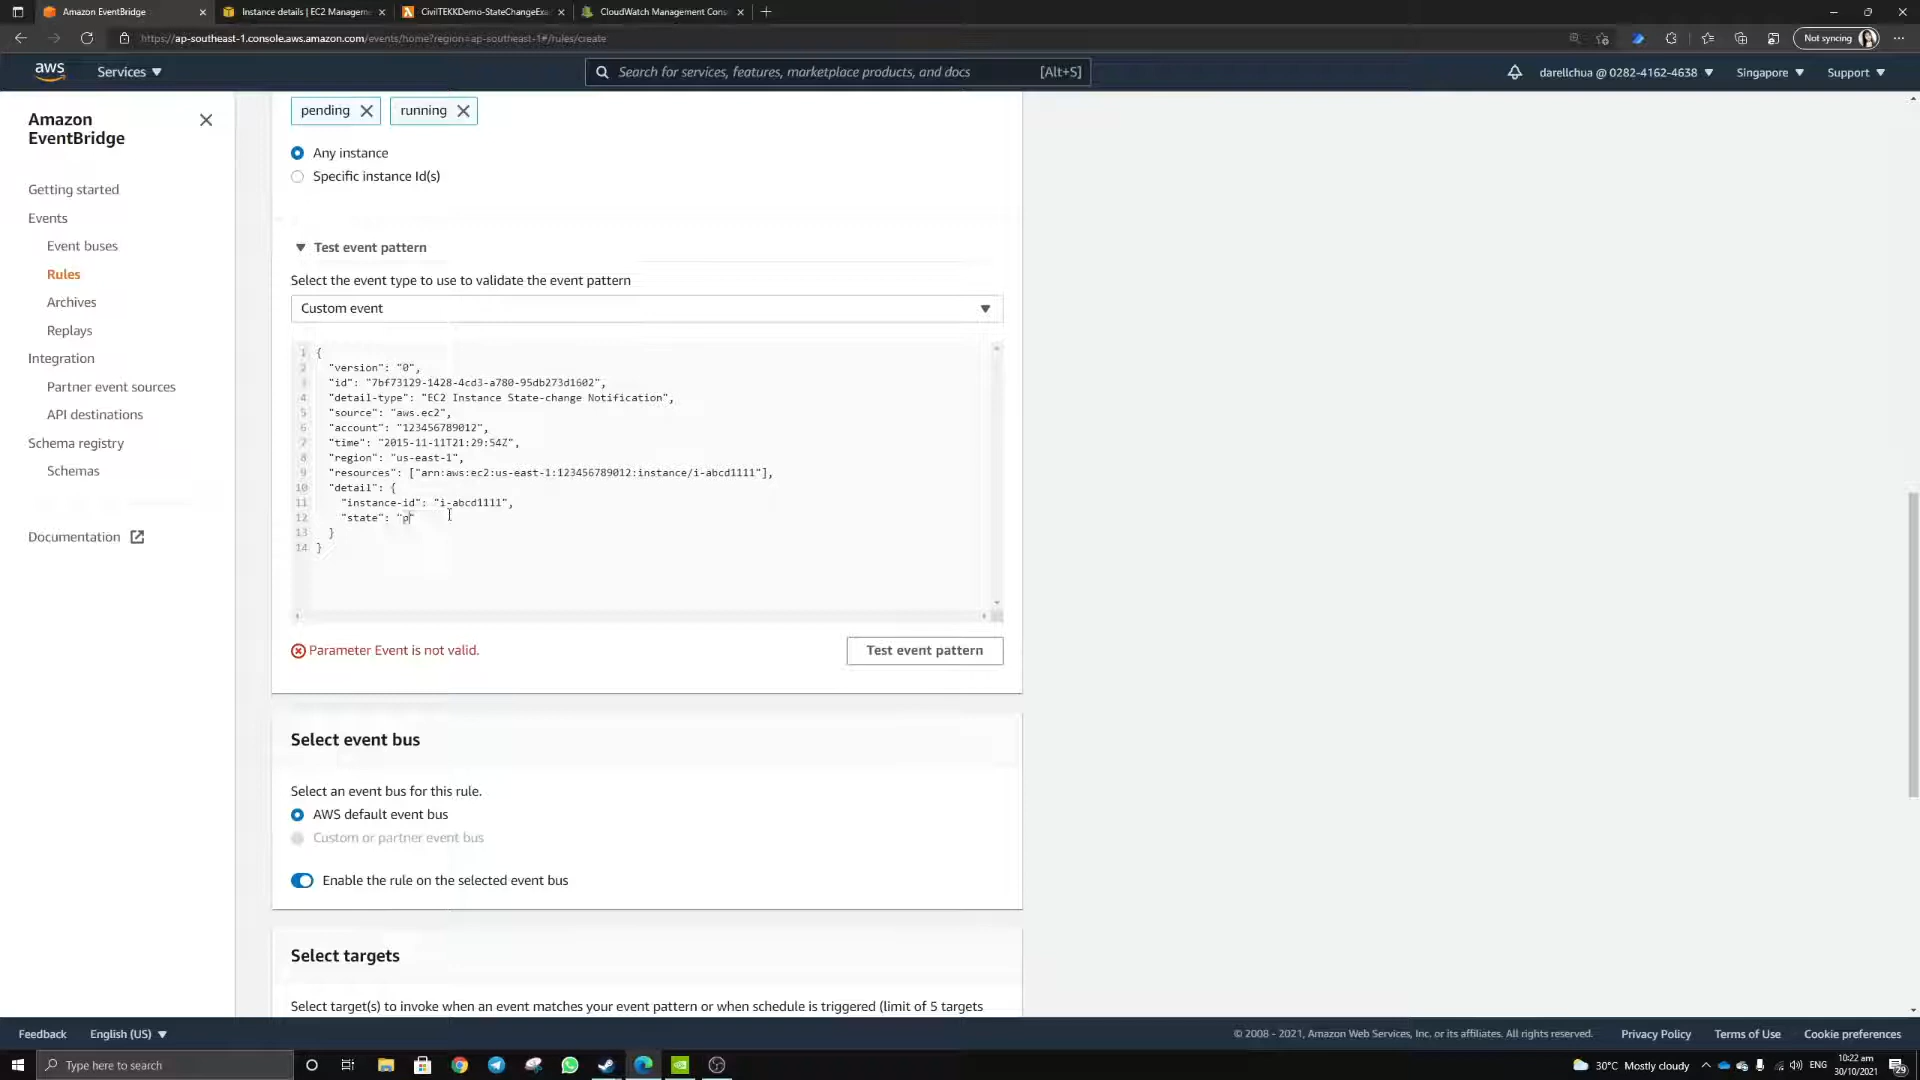 Amazon EventBridge
Instance details | EC2 Managem
CivilTEKKDemo-StateChangeExa
CloudWatch Management Cons
https://ap-southeast-1.console.aws.amazon.com/events/home?region=ap-southeast-1#/rules/create
Not syncing
aws
Services
Search for services, features, marketplace products, and docs
[Alt+S]
darellchua @ 0282-4162-4638
Singapore
Support
Amazon
EventBridge
Getting started
Events
Event buses
Rules
Archives
Replays
Integration
Partner event sources
API destinations
Schema registry
Schemas
Documentation
pending
running
Any instance
Specific instance Id(s)
Test event pattern
Select the event type to use to validate the event pattern
Custom event
1 {
2 "version": "0",
3 "id": "7bf73129-1428-4cd3-a780-95db273d1602",
4 "detail-type": "EC2 Instance State-change Notification",
5 "source": "aws.ec2",
6 "account": "123456789012",
7 "time": "2015-11-11T21:29:54Z",
8 "region": "us-east-1",
9 "resources": ["arn:aws:ec2:us-east-1:123456789012:instance/i-abcd1111"],
10 "detail": {
11 "instance-id": "i-abcd1111",
12 "state": "p"
13 }
14 }
Parameter Event is not valid.
Test event pattern
Select event bus
Select an event bus for this rule.
AWS default event bus
Custom or partner event bus
Enable the rule on the selected event bus
Select targets
Select target(s) to invoke when an event matches your event pattern or when schedule is triggered (limit of 5 targets
Feedback
English (US)
© 2008 - 2021, Amazon Web Services, Inc. or its affiliates. All rights reserved.
Privacy Policy
Terms of Use
Cookie preferences
Type here to search
30°C Mostly cloudy
ENG
10:22 am
30/10/2021
29